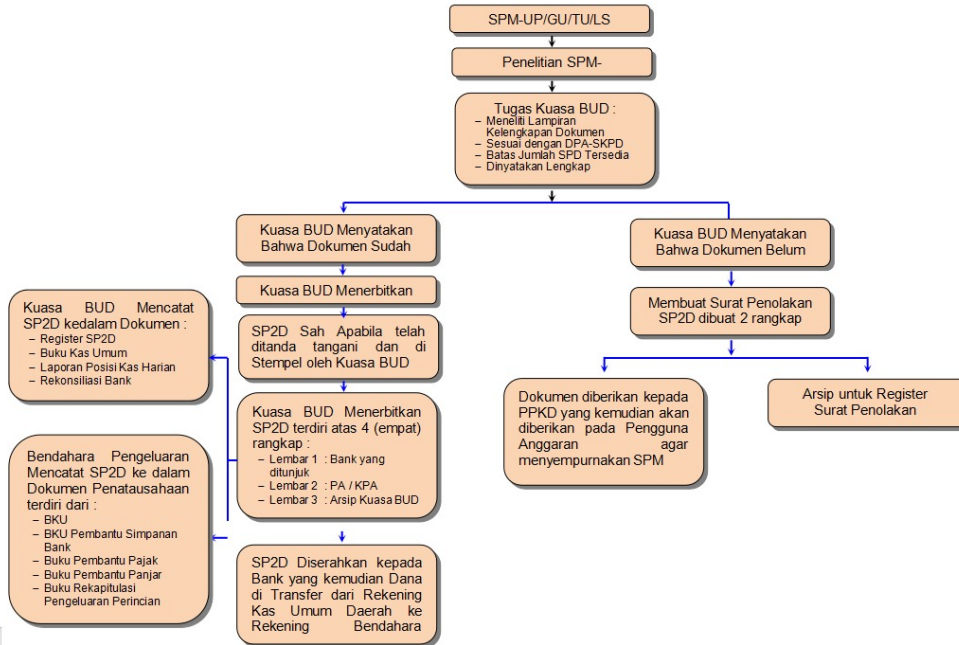 SPM-UP/GU/TU/LS
Penelitian SPM-
Tugas Kuasa BUD :
– Meneliti Lampiran
Kelengkapan Dokumen
– Sesuai dengan DPA-SKPD
– Batas Jumlah SPD Tersedia
– Dinyatakan Lengkap
Kuasa BUD Menyatakan
Bahwa Dokumen Sudah
Kuasa BUD Menerbitkan
SP2D Sah Apabila telah
ditanda tangani dan di
Stempel oleh Kuasa BUD
Kuasa BUD Menerbitkan
SP2D terdiri atas 4 (empat)
rangkap :
– Lembar 1 : Bank yang
ditunjuk
– Lembar 2 : PA / KPA
– Lembar 3 : Arsip Kuasa BUD
SP2D Diserahkan kepada
Bank yang kemudian Dana
di Transfer dari Rekening
Kas Umum Daerah ke
Rekening Bendahara
Kuasa BUD Mencatat
SP2D kedalam Dokumen :
– Register SP2D
– Buku Kas Umum
– Laporan Posisi Kas Harian
– Rekonsiliasi Bank
Bendahara Pengeluaran
Mencatat SP2D ke dalam
Dokumen Penatausahaan
terdiri dari :
– BKU
– BKU Pembantu Simpanan
Bank
– Buku Pembantu Pajak
– Buku Pembantu Panjar
– Buku Rekapitulasi
Pengeluaran Perincian
Kuasa BUD Menyatakan
Bahwa Dokumen Belum
Membuat Surat Penolakan
SP2D dibuat 2 rangkap
Dokumen diberikan kepada
PPKD yang kemudian akan
diberikan pada Pengguna
Anggaran agar
menyempurnakan SPM
Arsip untuk Register
Surat Penolakan